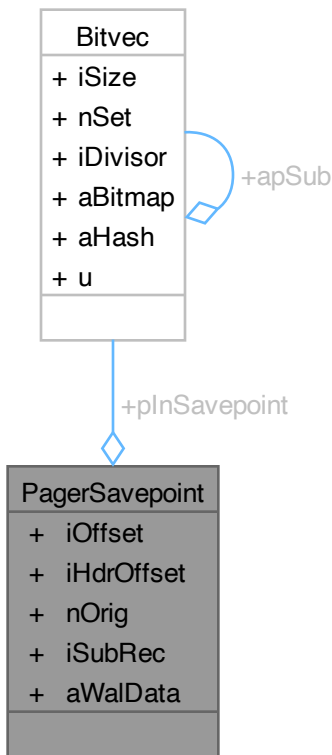 Bitvec
+ iSize
+ nSet
+ iDivisor
+ aBitmap
+ aHash
+ u
+apSub
+pInSavepoint
PagerSavepoint
+ iOffset
+ iHdrOffset
+ nOrig
+ iSubRec
+ aWalData